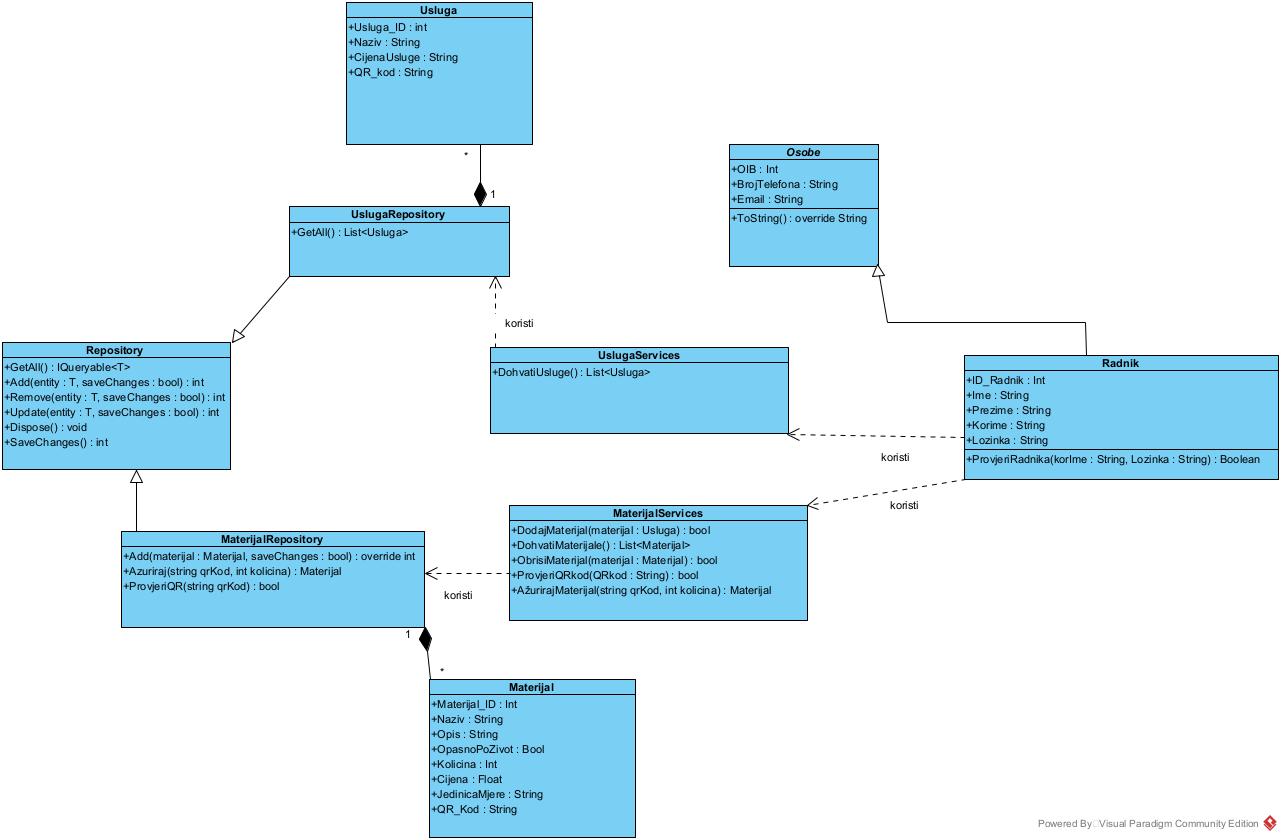 Usluga
+Usluga_ID : int
+Naziv : String
+CijenaUsluge : String
+QR_kod : String
*
1
UslugaRepository
+GetAll() : List<Usluga>
Osobe
+OIB : Int
+BrojTelefona : String
+Email : String
+ToString() : override String
koristi
Repository
+GetAll() : IQueryable<T>
+Add(entity : T, saveChanges : bool) : int
+Remove(entity : T, saveChanges : bool) : int
+Update(entity : T, saveChanges : bool) : int
+Dispose() : void
+SaveChanges() : int
UslugaServices
+DohvatiUsluge() : List<Usluga>
Radnik
+ID_Radnik : Int
+Ime : String
+Prezime : String
+Korime : String
+Lozinka : String
+ProvjeriRadnika(korIme : String, Lozinka : String) : Boolean
koristi
koristi
MaterijalServices
+DodajMaterijal(materijal : Usluga) : bool
+DohvatiMaterijale() : List<Materijal>
+ObrisiMaterijal(materijal : Materijal) : bool
+ProvjeriQRkod(QRkod : String) : bool
+AžurirajMaterijal(string qrKod, int kolicina) : Materijal
MaterijalRepository
+Add(materijal : Materijal, saveChanges : bool) : override int
+Azuriraj(string qrKod, int kolicina) : Materijal
+ProvjeriQR(string qrKod) : bool
koristi
1
*
Materijal
+Materijal_ID : Int
+Naziv : String
+Opis : String
+OpasnoPoZivot : Bool
+Kolicina : Int
+Cijena : Float
+JedinicaMjere : String
+QR_Kod : String
Powered By Visual Paradigm Community Edition